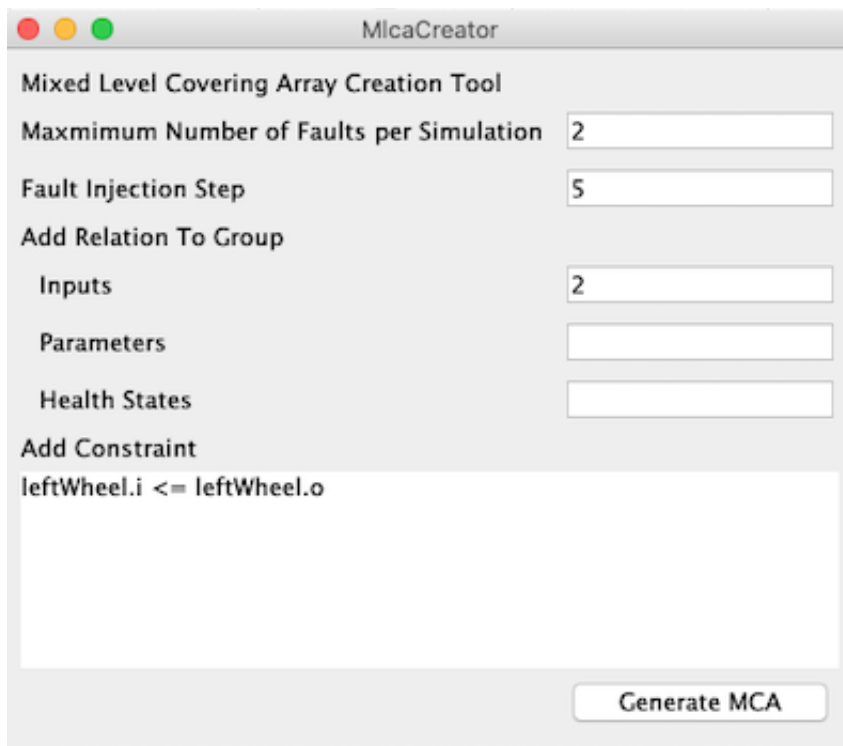 MlcaCreator
Mixed Level Covering Array Creation Tool
Maxmimum Number of Faults per Simulation 2
Fault Injection Step 5
Add Relation To Group
Inputs 2
Parameters
Health States
Add Constraint
leftWheel.i <= leftWheel.o
Generate MCA